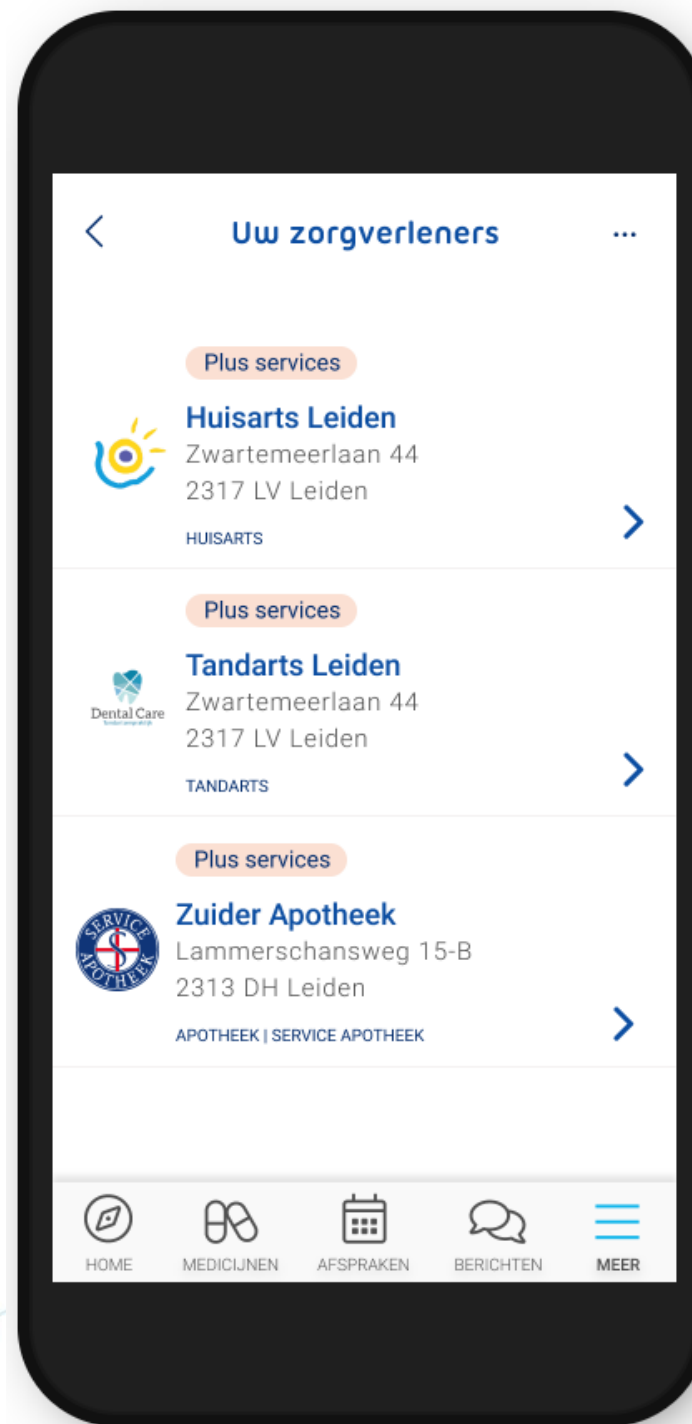 Uw zorgverleners
...
Plus services
Huisarts Leiden
Zwartemeerlaan 44
2317 LV Leiden
HUISARTS
Plus services
Tandarts Leiden
Dental Care
Zwartemeerlaan 44
2317 LV Leiden
TANDARTS
Plus services
Zuider Apotheek
SERVICE APOTHEEK
Lammerschansweg 15-B
2313 DH Leiden
APOTHEEK | SERVICE APOTHEEK
HOME MEDICIJNEN AFSPRAKEN BERICHTEN MEER